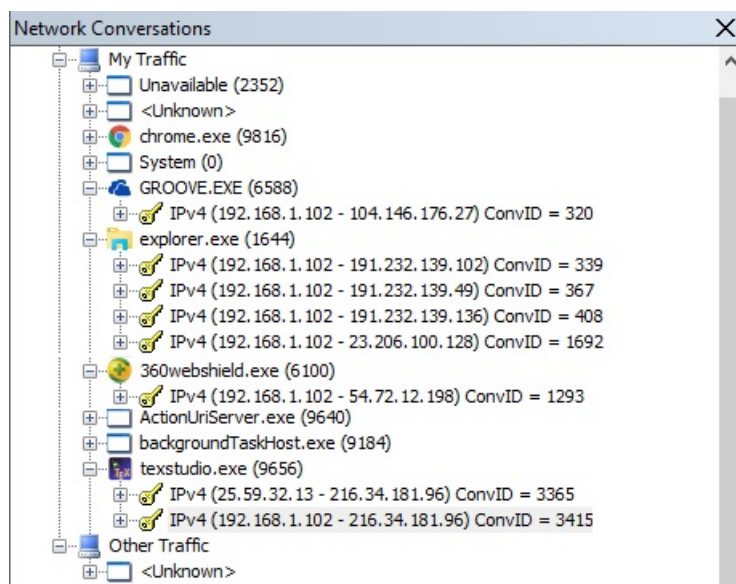 Network Conversations
My Traffic
Unavailable (2352)
<Unknown>
chrome.exe (9816)
System (0)
GROOVE.EXE (6588)
IPv4 (192.168.1.102 - 104.146.176.27) ConvID = 320
explorer.exe (1644)
IPv4 (192.168.1.102 - 191.232.139.102) ConvID = 339
IPv4 (192.168.1.102 - 191.232.139.49) ConvID = 367
IPv4 (192.168.1.102 - 191.232.139.136) ConvID = 408
IPv4 (192.168.1.102 - 23.206.100.128) ConvID = 1692
360webshield.exe (6100)
IPv4 (192.168.1.102 - 54.72.12.198) ConvID = 1293
ActionUriServer.exe (9640)
backgroundTaskHost.exe (9184)
texstudio.exe (9656)
IPv4 (25.59.32.13 - 216.34.181.96) ConvID = 3365
IPv4 (192.168.1.102 - 216.34.181.96) ConvID = 3415
Other Traffic
<Unknown>